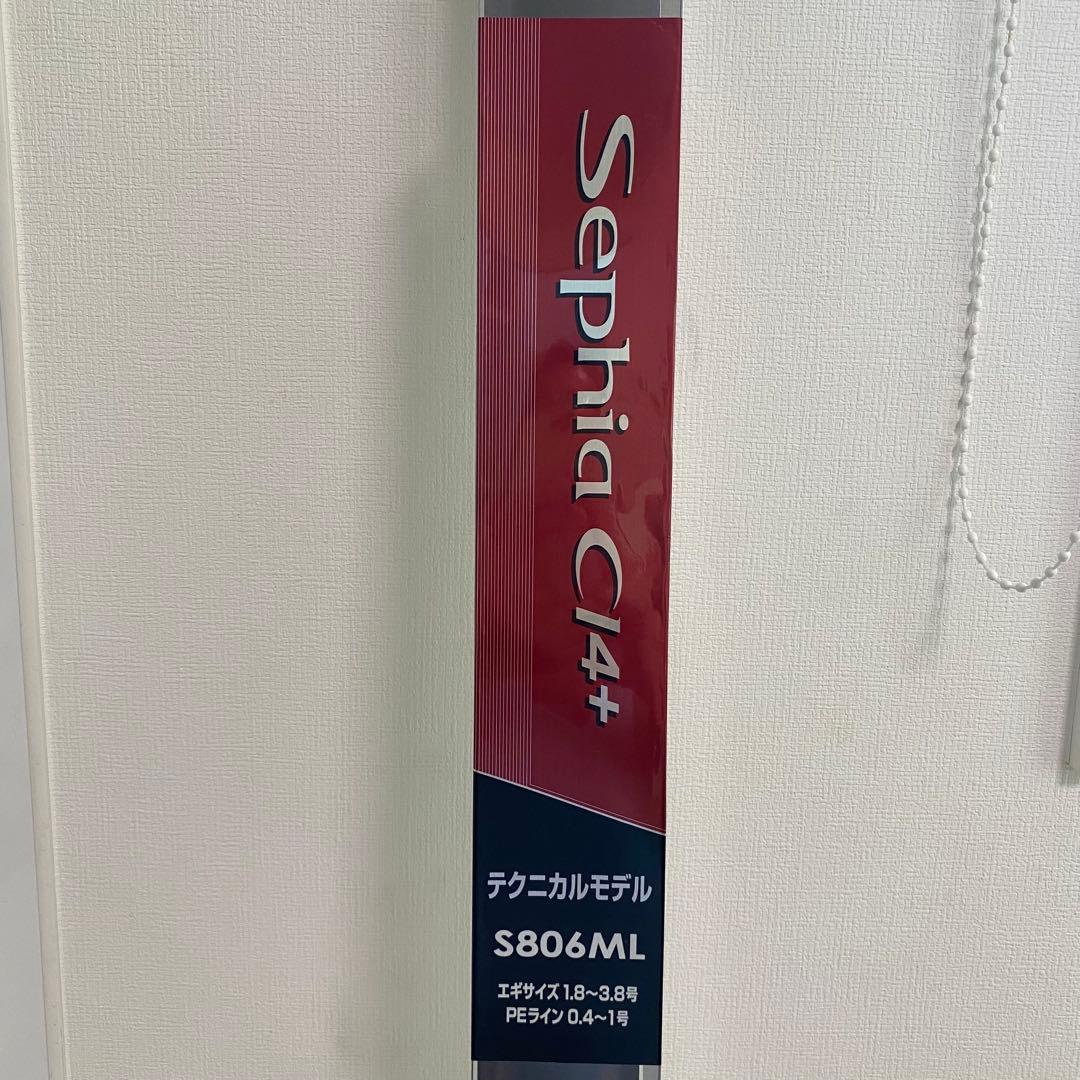 Sephia CI4+
テクニカルモデル
S806ML
エギサイズ 1.8〜3.8号
PEライン 0.4〜1号